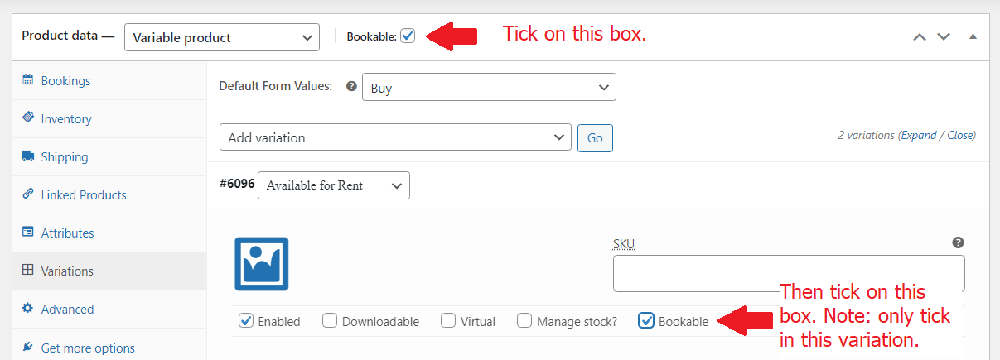 Product data — Variable product Bookable: Tick on this box.
Bookings
Inventory
Shipping
Linked Products
Attributes
Variations
Advanced
Get more options
Default Form Values: ? Buy
Add variation Go 2 variations (Expand / Close)
#6096 Available for Rent
SKU ?
Enabled Downloadable Virtual Manage stock? Bookable
Then tick on this
box. Note: only tick
in this variation.